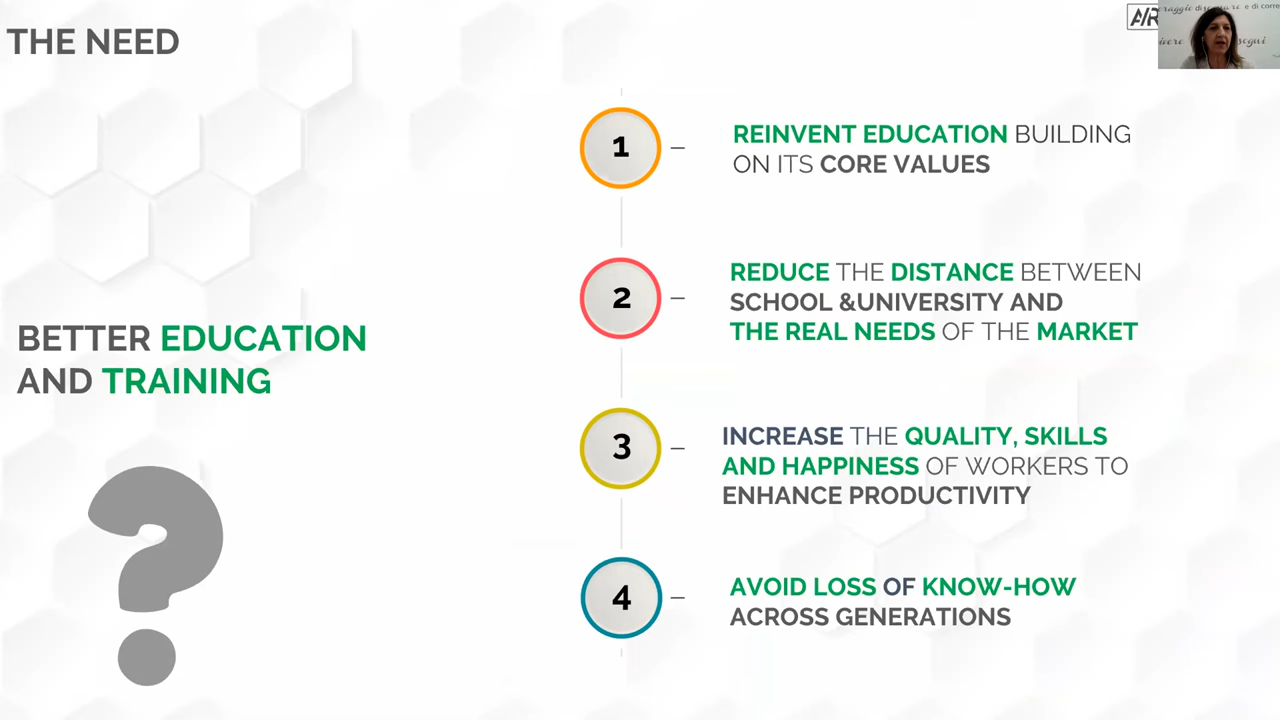 THE NEED
BETTER EDUCATION
AND TRAINING
1
REINVENT EDUCATION BUILDING
ON ITS CORE VALUES
2
REDUCE THE DISTANCE BETWEEN
SCHOOL &UNIVERSITY AND
THE REAL NEEDS OF THE MARKET
3
INCREASE THE QUALITY, SKILLS
AND HAPPINESS OF WORKERS TO
ENHANCE PRODUCTIVITY
4
AVOID LOSS OF KNOW-HOW
ACROSS GENERATIONS
?
e di corre